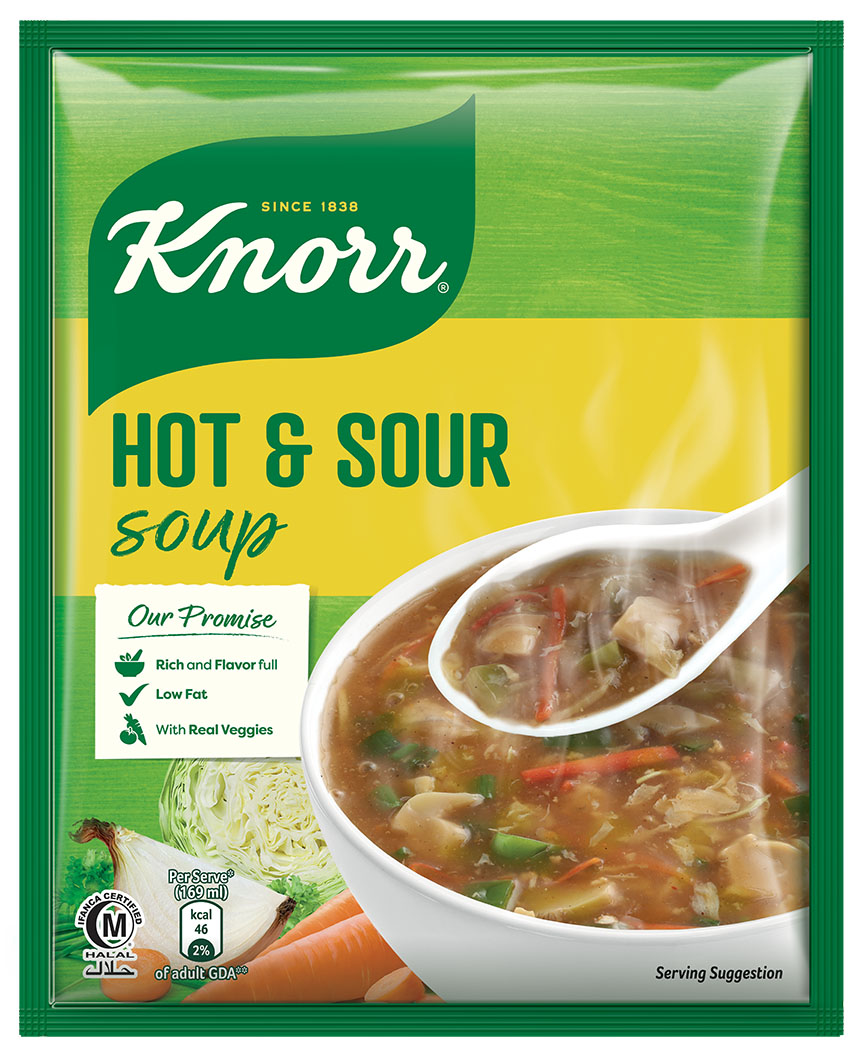 SINCE 1838
Knorr®
HOT & SOUR
soup
Our Promise
Rich and Flavor full
Low Fat
With Real Veggies
Per Serve*
(169 ml)
kcal
46
2%
of adult GDA**
IFANCA CERTIFIED
M®
HALAL
حلال
Serving Suggestion